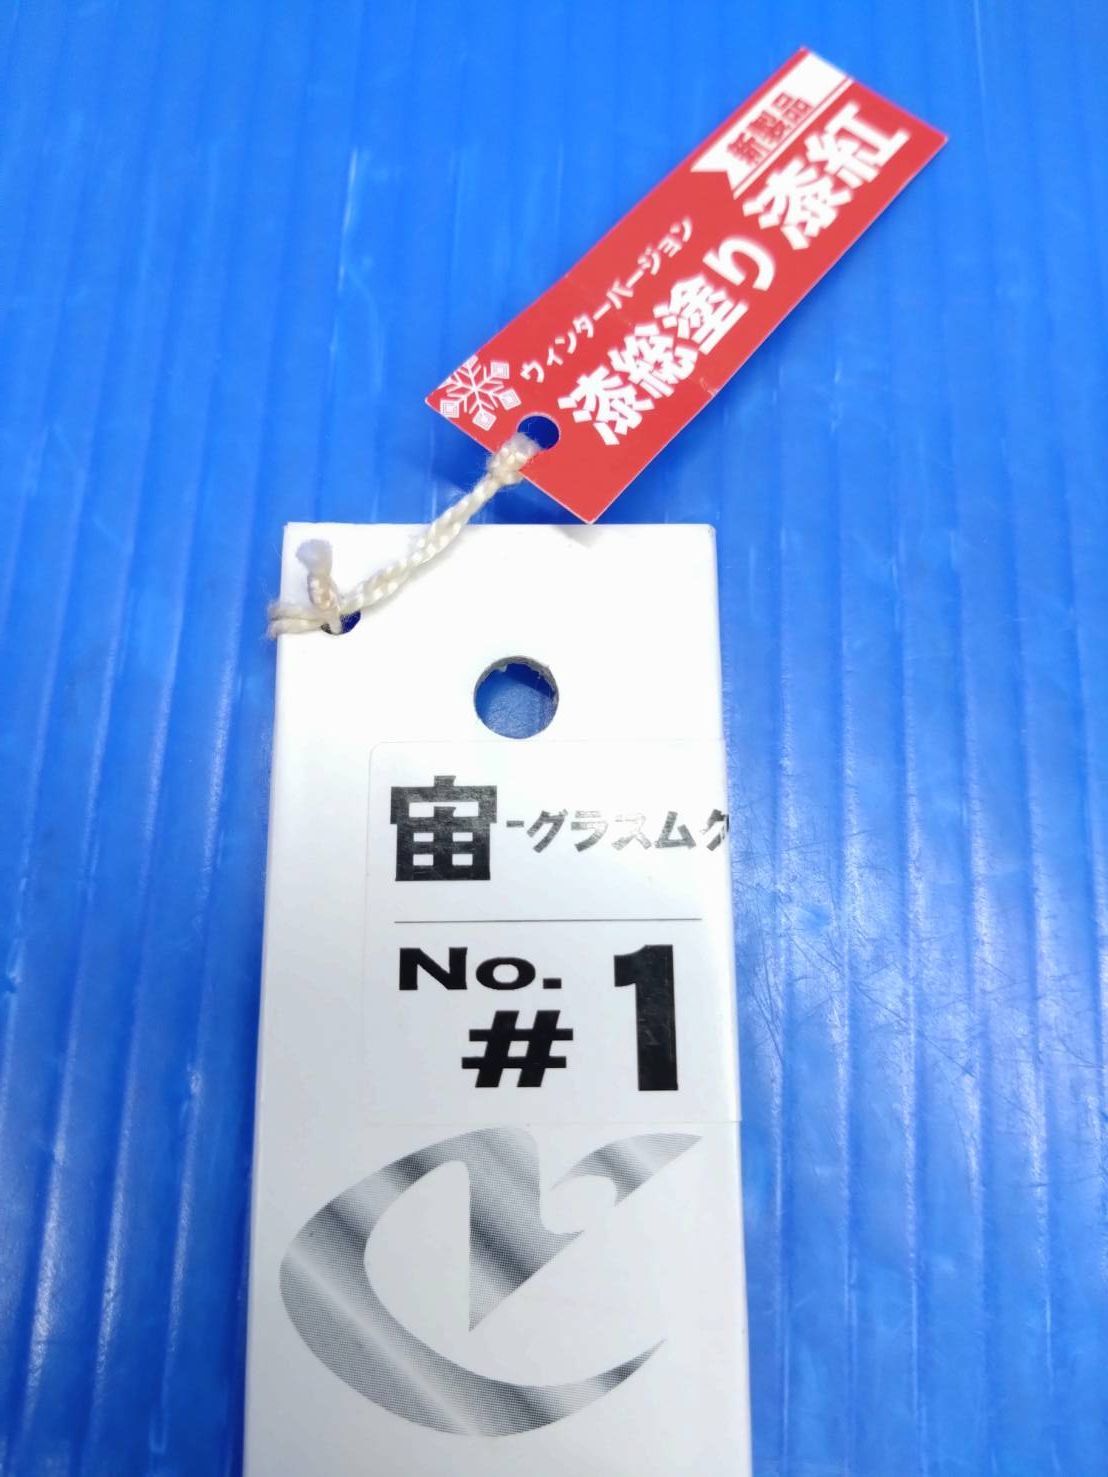 新製品
ウィンターバージョン
漆総塗り 漆紅
宙-グラスムク
No.
#1